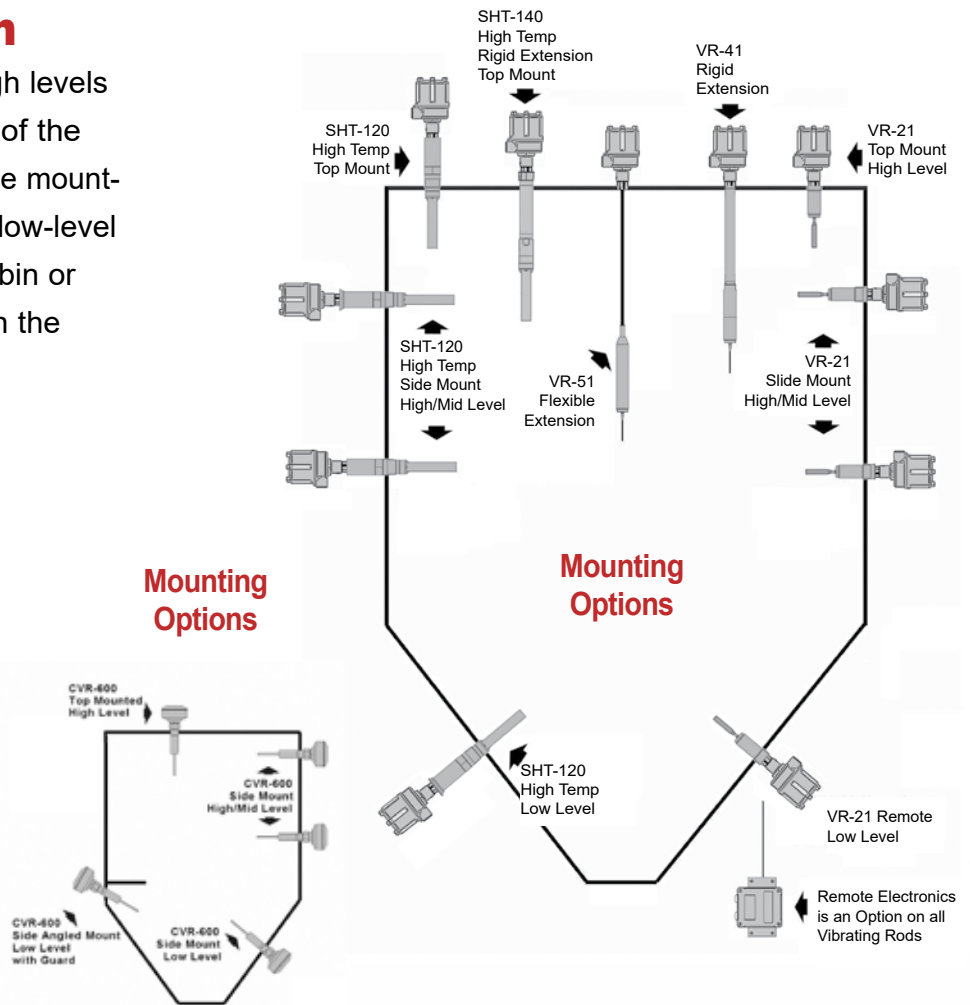 gh levels
of the
e mount-
low-level
bin or
n the
SHT-140
High Temp
Rigid Extension
Top Mount
VR-41
Rigid
Extension
SHT-120
High Temp
Top Mount
VR-21
Top Mount
High Level
SHT-120
High Temp
Side Mount
High/Mid Level
VR-51
Flexible
Extension
VR-21
Slide Mount
High/Mid Level
Mounting
Options
Mounting
Options
CVR-600
Top Mounted
High Level
CVR-600
Side Mount
High/Mid Level
CVR-600
Side Angled Mount
Low Level
with Guard
CVR-600
Side Mount
Low Level
SHT-120
High Temp
Low Level
VR-21 Remote
Low Level
Remote Electronics
is an Option on all
Vibrating Rods